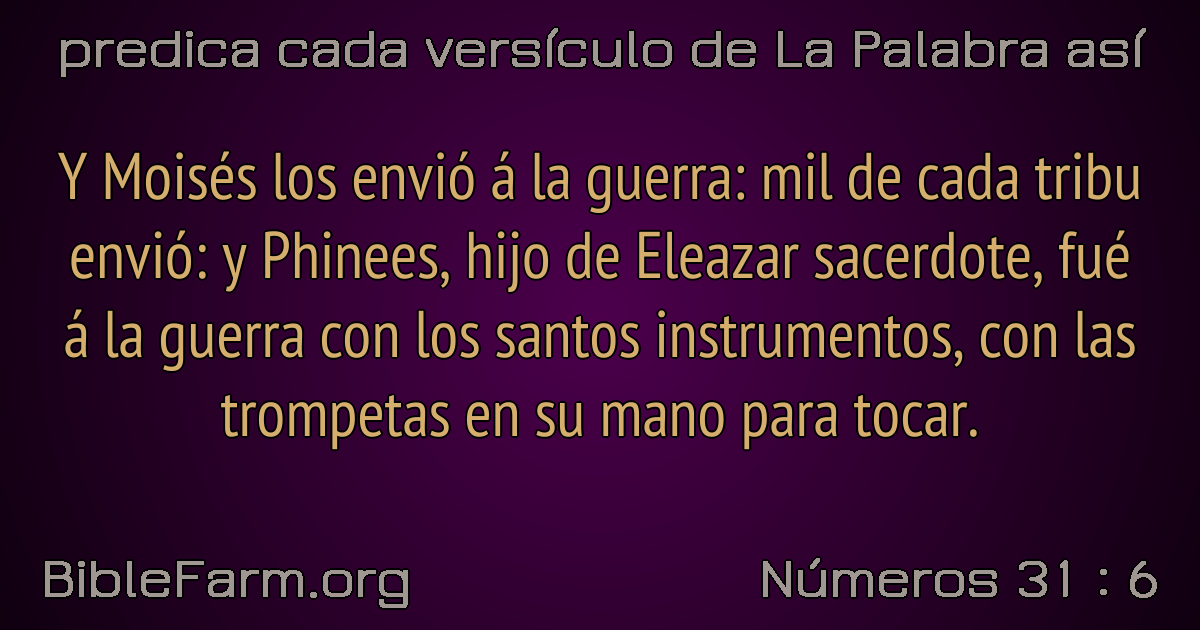 predica cada versículo de La Palabra así
Y Moisés los envió á la guerra: mil de cada tribu
envió: y Phinees, hijo de Eleazar sacerdote, fué
á la guerra con los santos instrumentos, con las
trompetas en su mano para tocar.
BibleFarm.org
Números 31 : 6